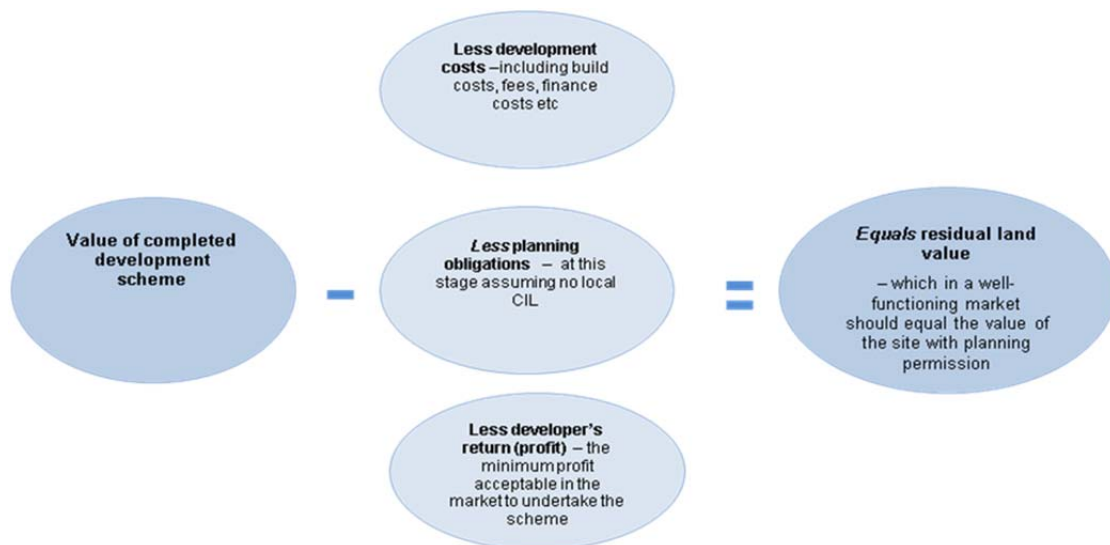 Less development
costs –including build
costs, fees, finance
costs etc
Value of completed
development
scheme
Less planning
obligations – at this
stage assuming no local
CIL
Equals residual land
value
– which in a well-
functioning market
should equal the value of
the site with planning
permission
Less developer's
return (profit) – the
minimum profit
acceptable in the
market to undertake the
scheme